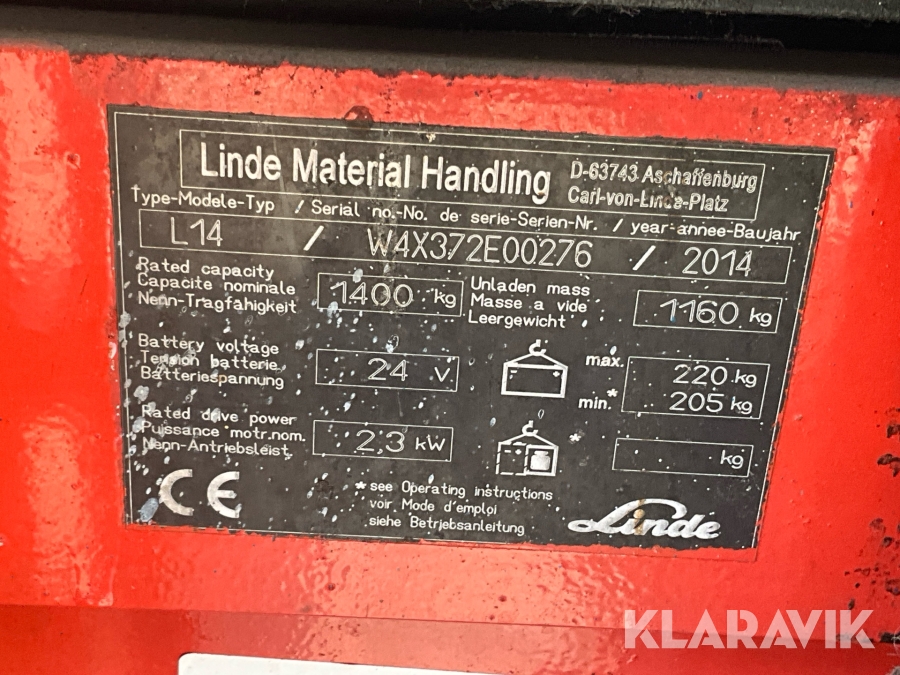 Linde Material Handling
D-63743 Aschaffenburg
Carl-von-Linde-Platz
Type-Modele-Typ / Serial no.-No. de serie-Serien-Nr. / year-annee-Baujahr
L14 / W4X372E00276 / 2014
Rated capacity
Capacite nominale
Nenn-Tragfähigkeit
1400 kg
Unladen mass
Masse a vide
Leergewicht
1160 kg
Battery voltage
Tension batterie
Batteriespannung
24 V
max. 220 kg
min.* 205 kg
Rated drive power
Puissance motr.nom.
Nenn-Antriebsleist.
2,3 kW
* kg
CE
* see Operating instructions
voir Mode d'emploi
siehe Betriebsanleitung
Linde
KLARAVIK